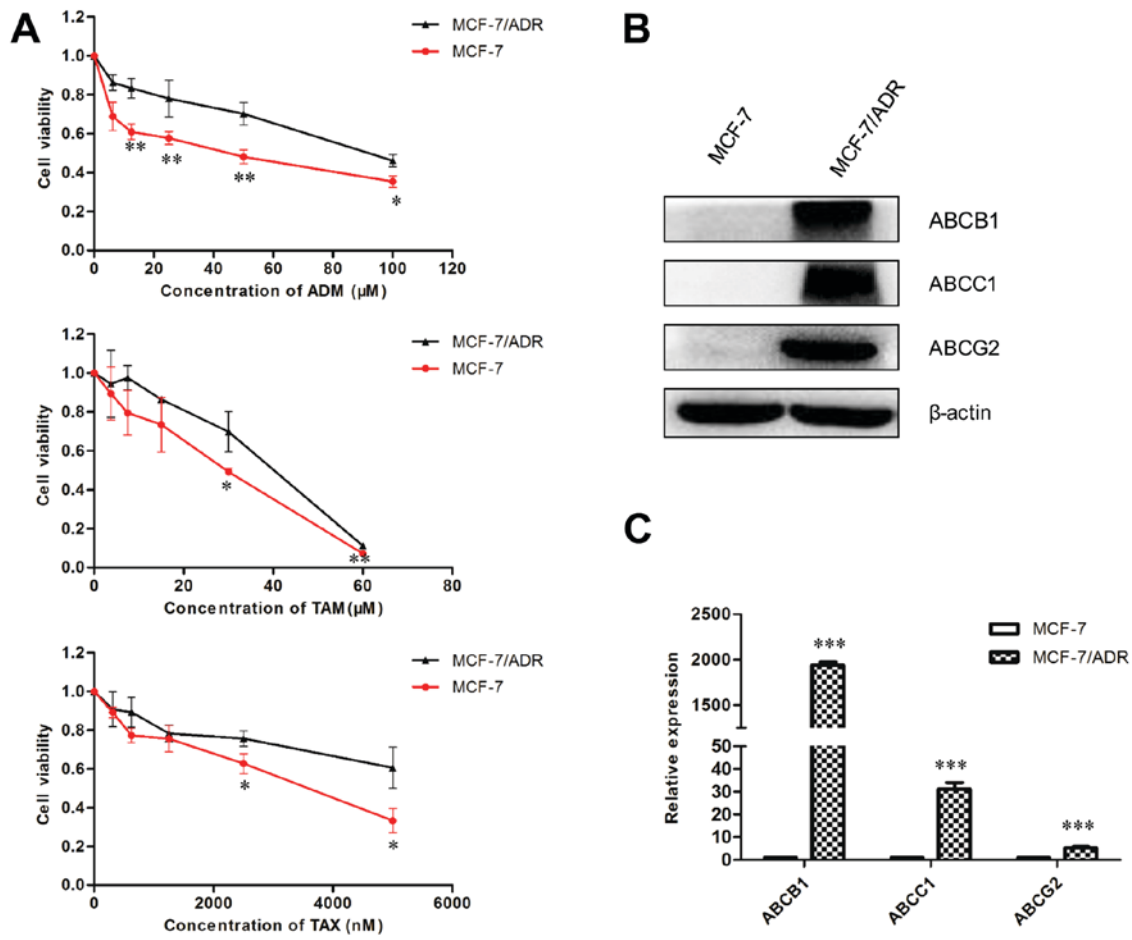 A
MCF-7/ADR
MCF-7
1.2
1.0
0.8
0.6
0.4
0.2
0.0
Cell viability
**
**
**
*
0
20
40
60
80
100
120
Concentration of ADM (µM)
MCF-7/ADR
MCF-7
1.2
1.0
0.8
0.6
0.4
0.2
0.0
Cell viability
*
**
0
20
40
60
80
Concentration of TAM(µM)
MCF-7/ADR
MCF-7
1.2
1.0
0.8
0.6
0.4
0.2
0.0
Cell viability
*
*
0
2000
4000
6000
Concentration of TAX (nM)
B
MCF-7
MCF-7/ADR
ABCB1
ABCC1
ABCG2
β-actin
C
MCF-7
MCF-7/ADR
2500
2000
1500
50
40
30
20
10
0
Relative expression
***
***
***
ABCB1
ABCC1
ABCG2